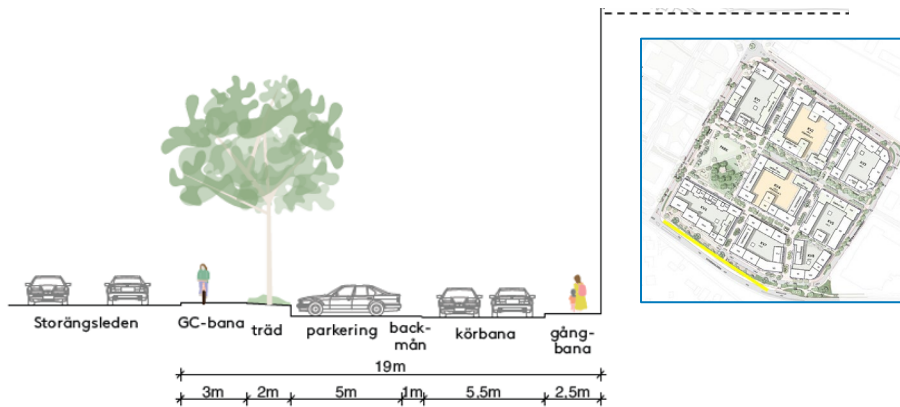 Storängsleden
GC-bana
träd
parkering
back-
mån
körbana
gång-
bana
19m
3m
2m
5m
1m
5.5m
2.5m
PARK